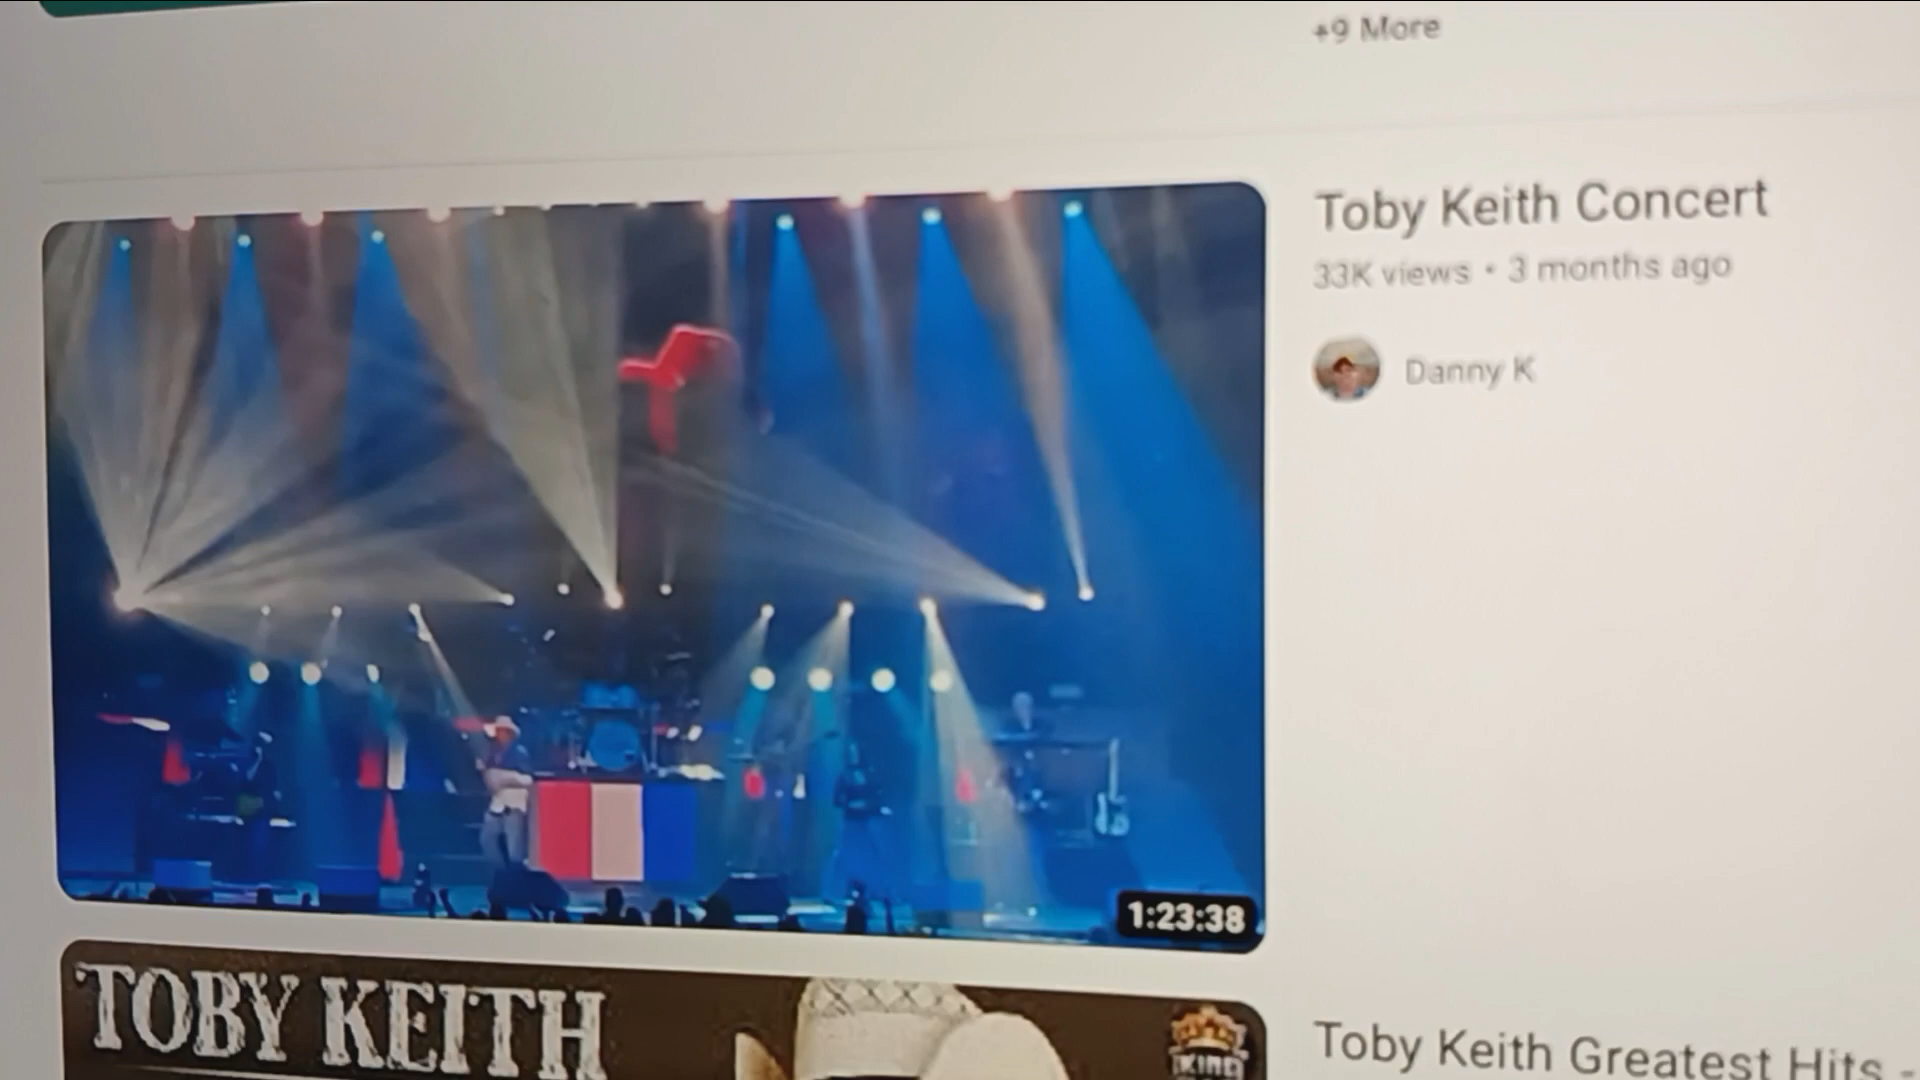 +9 More
Toby Keith Concert
33K views • 3 months ago
Danny K
1:23:38
TOBY KEITH
KING
Toby Keith Greatest Hits -